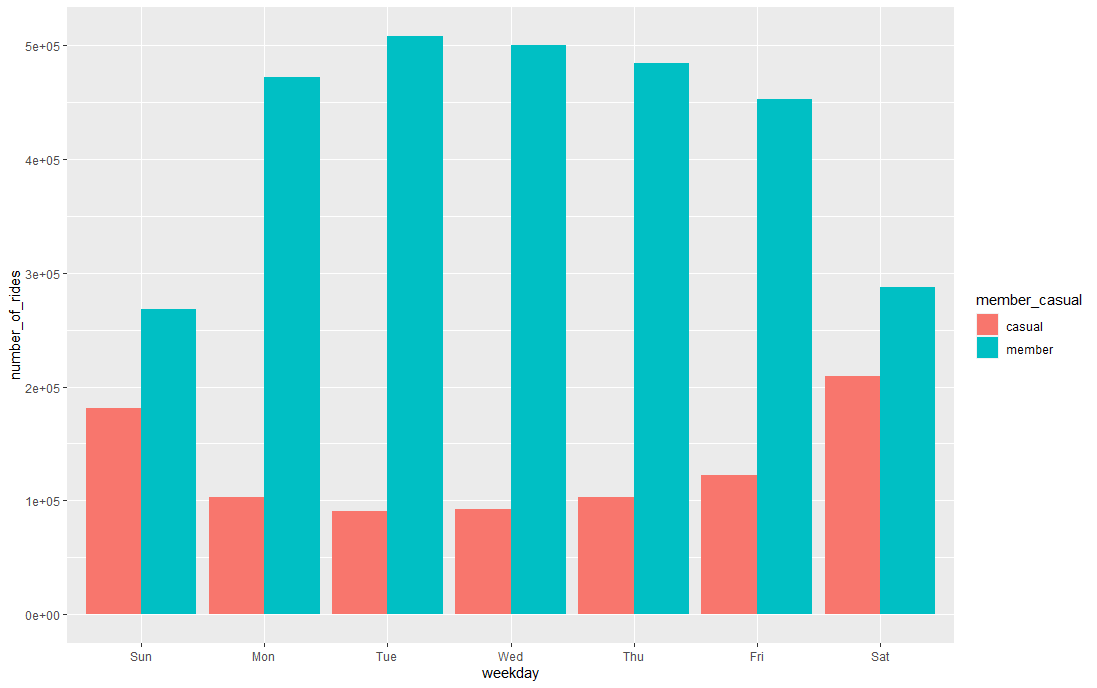 5e+05
4e+05
3e+05
2e+05
1e+05
0e+00
number_of_rides
Sun Mon Tue Wed Thu Fri Sat
weekday
member_casual
casual
member